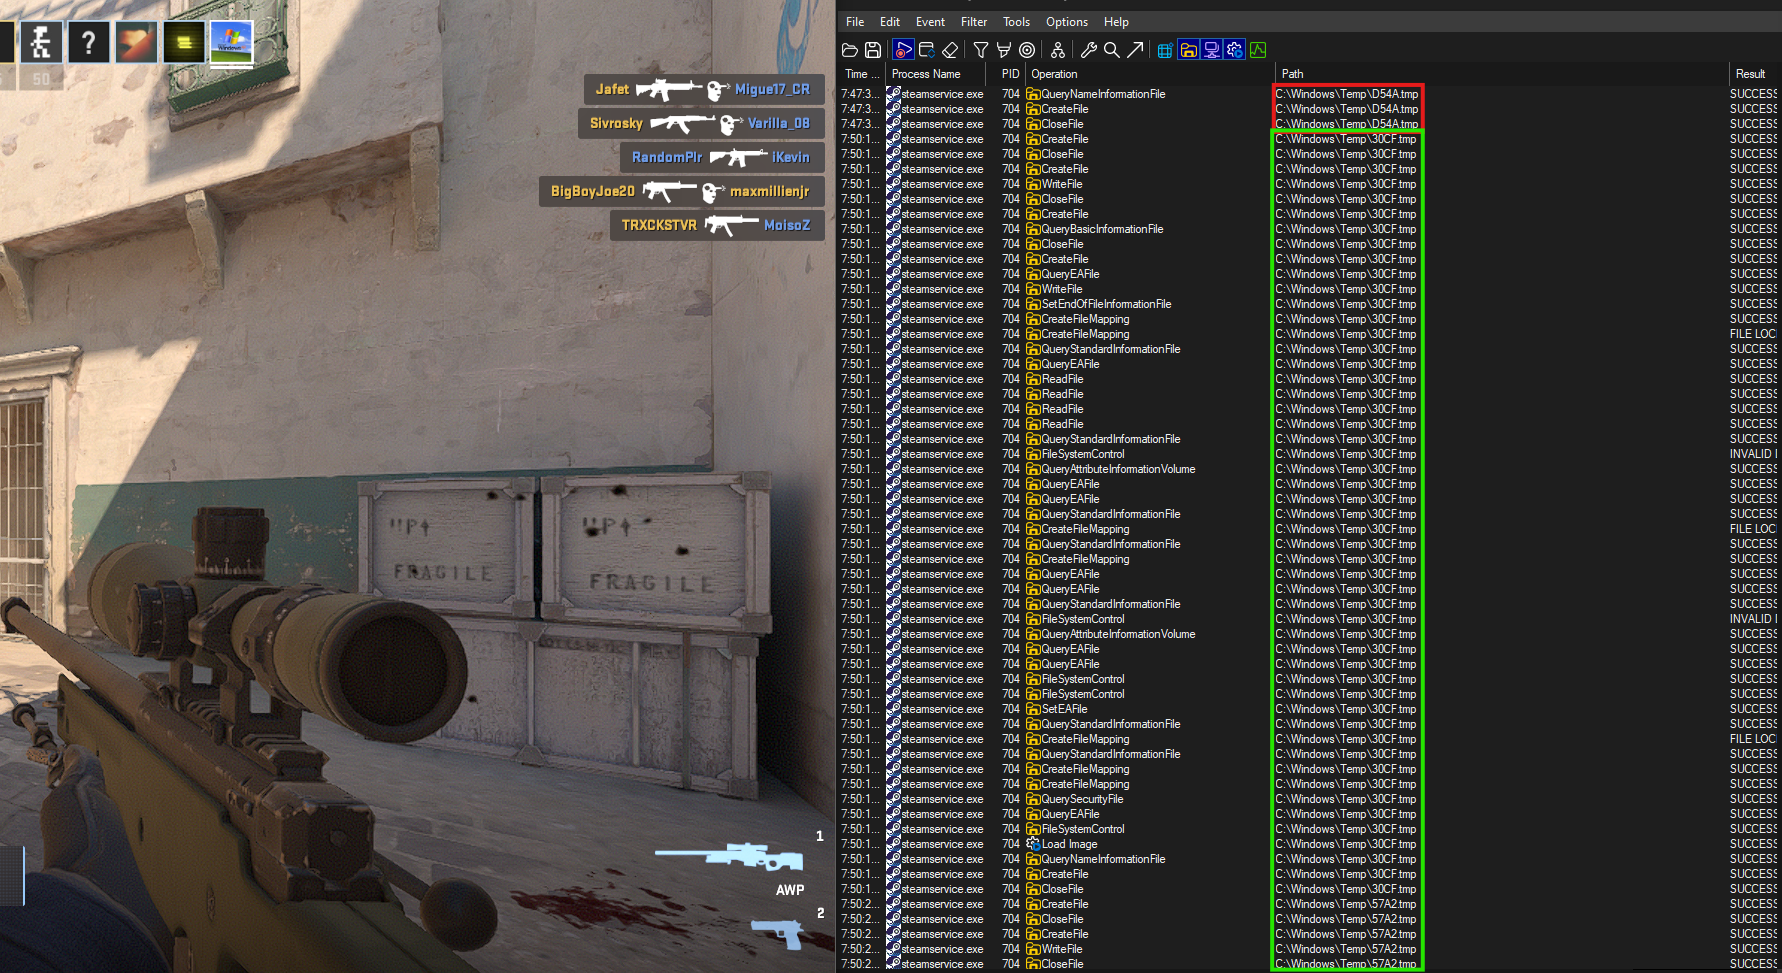 ?
Windows
50
Jafet Migue17_CR
Sivrosky Varilla_08
RandomPlr iKevin
BigBoyJoe20 maxmillienjr
TRXCKSTVR MoisoZ
UP
FRAGILE
UP
FRAGILE
1
AWP
2
File Edit Event Filter Tools Options Help
Time ... Process Name PID Operation Path Result
7:47:3... steamservice.exe 704 QueryNameInformationFile C:\Windows\Temp\D54A.tmp SUCCESS
7:47:3... steamservice.exe 704 CreateFile C:\Windows\Temp\D54A.tmp SUCCESS
7:47:3... steamservice.exe 704 CloseFile C:\Windows\Temp\D54A.tmp SUCCESS
7:50:1... steamservice.exe 704 CreateFile C:\Windows\Temp\30CF.tmp SUCCESS
7:50:1... steamservice.exe 704 CloseFile C:\Windows\Temp\30CF.tmp SUCCESS
7:50:1... steamservice.exe 704 CreateFile C:\Windows\Temp\30CF.tmp SUCCESS
7:50:1... steamservice.exe 704 WriteFile C:\Windows\Temp\30CF.tmp SUCCESS
7:50:1... steamservice.exe 704 CloseFile C:\Windows\Temp\30CF.tmp SUCCESS
7:50:1... steamservice.exe 704 CreateFile C:\Windows\Temp\30CF.tmp SUCCESS
7:50:1... steamservice.exe 704 QueryBasicInformationFile C:\Windows\Temp\30CF.tmp SUCCESS
7:50:1... steamservice.exe 704 CloseFile C:\Windows\Temp\30CF.tmp SUCCESS
7:50:1... steamservice.exe 704 CreateFile C:\Windows\Temp\30CF.tmp SUCCESS
7:50:1... steamservice.exe 704 QueryEAFile C:\Windows\Temp\30CF.tmp SUCCESS
7:50:1... steamservice.exe 704 WriteFile C:\Windows\Temp\30CF.tmp SUCCESS
7:50:1... steamservice.exe 704 SetEndOfFileInformationFile C:\Windows\Temp\30CF.tmp SUCCESS
7:50:1... steamservice.exe 704 CreateFileMapping C:\Windows\Temp\30CF.tmp SUCCESS
7:50:1... steamservice.exe 704 CreateFileMapping C:\Windows\Temp\30CF.tmp FILE LOC
7:50:1... steamservice.exe 704 QueryStandardInformationFile C:\Windows\Temp\30CF.tmp SUCCESS
7:50:1... steamservice.exe 704 QueryEAFile C:\Windows\Temp\30CF.tmp SUCCESS
7:50:1... steamservice.exe 704 ReadFile C:\Windows\Temp\30CF.tmp SUCCESS
7:50:1... steamservice.exe 704 ReadFile C:\Windows\Temp\30CF.tmp SUCCESS
7:50:1... steamservice.exe 704 ReadFile C:\Windows\Temp\30CF.tmp SUCCESS
7:50:1... steamservice.exe 704 ReadFile C:\Windows\Temp\30CF.tmp SUCCESS
7:50:1... steamservice.exe 704 QueryStandardInformationFile C:\Windows\Temp\30CF.tmp SUCCESS
7:50:1... steamservice.exe 704 FileSystemControl C:\Windows\Temp\30CF.tmp INVALID
7:50:1... steamservice.exe 704 QueryAttributeInformationVolume C:\Windows\Temp\30CF.tmp SUCCESS
7:50:1... steamservice.exe 704 QueryEAFile C:\Windows\Temp\30CF.tmp SUCCESS
7:50:1... steamservice.exe 704 QueryEAFile C:\Windows\Temp\30CF.tmp SUCCESS
7:50:1... steamservice.exe 704 QueryStandardInformationFile C:\Windows\Temp\30CF.tmp SUCCESS
7:50:1... steamservice.exe 704 CreateFileMapping C:\Windows\Temp\30CF.tmp FILE LOC
7:50:1... steamservice.exe 704 QueryStandardInformationFile C:\Windows\Temp\30CF.tmp SUCCESS
7:50:1... steamservice.exe 704 CreateFileMapping C:\Windows\Temp\30CF.tmp SUCCESS
7:50:1... steamservice.exe 704 QueryEAFile C:\Windows\Temp\30CF.tmp SUCCESS
7:50:1... steamservice.exe 704 QueryEAFile C:\Windows\Temp\30CF.tmp SUCCESS
7:50:1... steamservice.exe 704 QueryStandardInformationFile C:\Windows\Temp\30CF.tmp SUCCESS
7:50:1... steamservice.exe 704 FileSystemControl C:\Windows\Temp\30CF.tmp INVALID
7:50:1... steamservice.exe 704 QueryAttributeInformationVolume C:\Windows\Temp\30CF.tmp SUCCESS
7:50:1... steamservice.exe 704 QueryEAFile C:\Windows\Temp\30CF.tmp SUCCESS
7:50:1... steamservice.exe 704 QueryEAFile C:\Windows\Temp\30CF.tmp SUCCESS
7:50:1... steamservice.exe 704 FileSystemControl C:\Windows\Temp\30CF.tmp SUCCESS
7:50:1... steamservice.exe 704 FileSystemControl C:\Windows\Temp\30CF.tmp SUCCESS
7:50:1... steamservice.exe 704 SetEAFile C:\Windows\Temp\30CF.tmp SUCCESS
7:50:1... steamservice.exe 704 QueryStandardInformationFile C:\Windows\Temp\30CF.tmp SUCCESS
7:50:1... steamservice.exe 704 CreateFileMapping C:\Windows\Temp\30CF.tmp FILE LOC
7:50:1... steamservice.exe 704 QueryStandardInformationFile C:\Windows\Temp\30CF.tmp SUCCESS
7:50:1... steamservice.exe 704 CreateFileMapping C:\Windows\Temp\30CF.tmp SUCCESS
7:50:1... steamservice.exe 704 CreateFileMapping C:\Windows\Temp\30CF.tmp SUCCESS
7:50:1... steamservice.exe 704 QuerySecurityFile C:\Windows\Temp\30CF.tmp SUCCESS
7:50:1... steamservice.exe 704 QueryEAFile C:\Windows\Temp\30CF.tmp SUCCESS
7:50:1... steamservice.exe 704 FileSystemControl C:\Windows\Temp\30CF.tmp SUCCESS
7:50:1... steamservice.exe 704 Load Image C:\Windows\Temp\30CF.tmp SUCCESS
7:50:1... steamservice.exe 704 QueryNameInformationFile C:\Windows\Temp\30CF.tmp SUCCESS
7:50:1... steamservice.exe 704 CreateFile C:\Windows\Temp\30CF.tmp SUCCESS
7:50:1... steamservice.exe 704 CloseFile C:\Windows\Temp\30CF.tmp SUCCESS
7:50:2... steamservice.exe 704 CreateFile C:\Windows\Temp\57A2.tmp SUCCESS
7:50:2... steamservice.exe 704 CloseFile C:\Windows\Temp\57A2.tmp SUCCESS
7:50:2... steamservice.exe 704 CreateFile C:\Windows\Temp\57A2.tmp SUCCESS
7:50:2... steamservice.exe 704 WriteFile C:\Windows\Temp\57A2.tmp SUCCESS
7:50:2... steamservice.exe 704 CloseFile C:\Windows\Temp\57A2.tmp SUCCESS